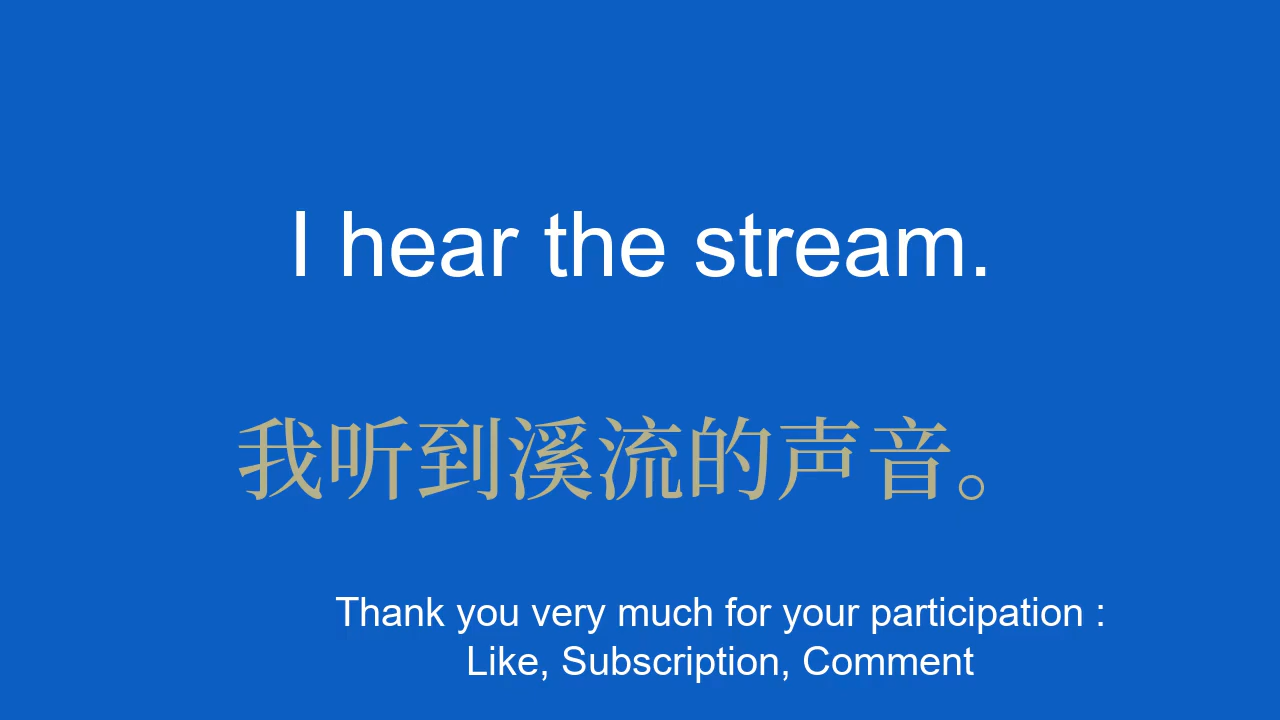 I hear the stream.
我听到溪流的声音。
Thank you very much for your participation :
Like, Subscription, Comment